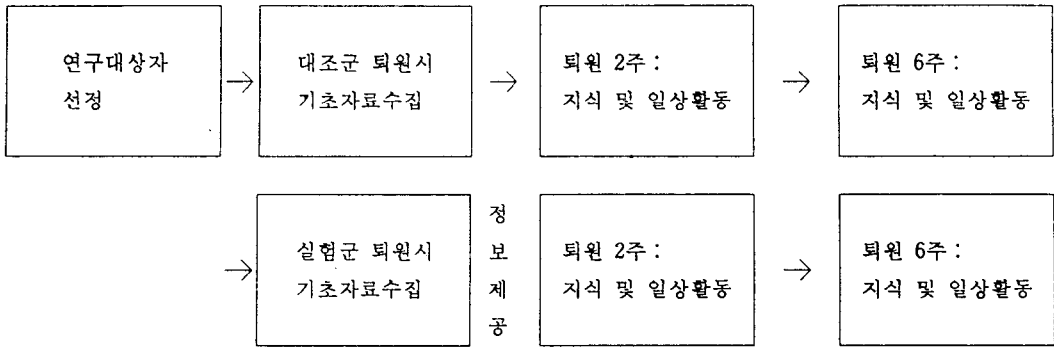 연구대상자
선정
→
대조군 퇴원시
기초자료수집
→
퇴원 2주 :
지식 및 일상활동
→
퇴원 6주 :
지식 및 일상활동
→
실험군 퇴원시
기초자료수집
정
보
제
공
퇴원 2주 :
지식 및 일상활동
→
퇴원 6주 :
지식 및 일상활동